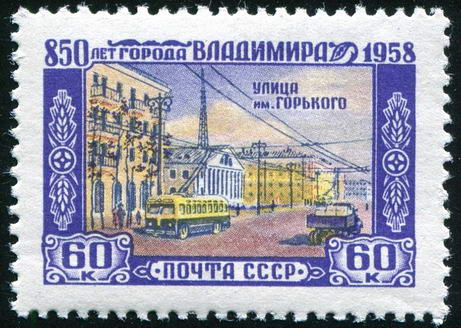 850 ЛЕТ ГОРОДА ВЛАДИМИРА 1958
УЛИЦА
ИМ. ГОРЬКОГО
60 К ПОЧТА СССР 60 К